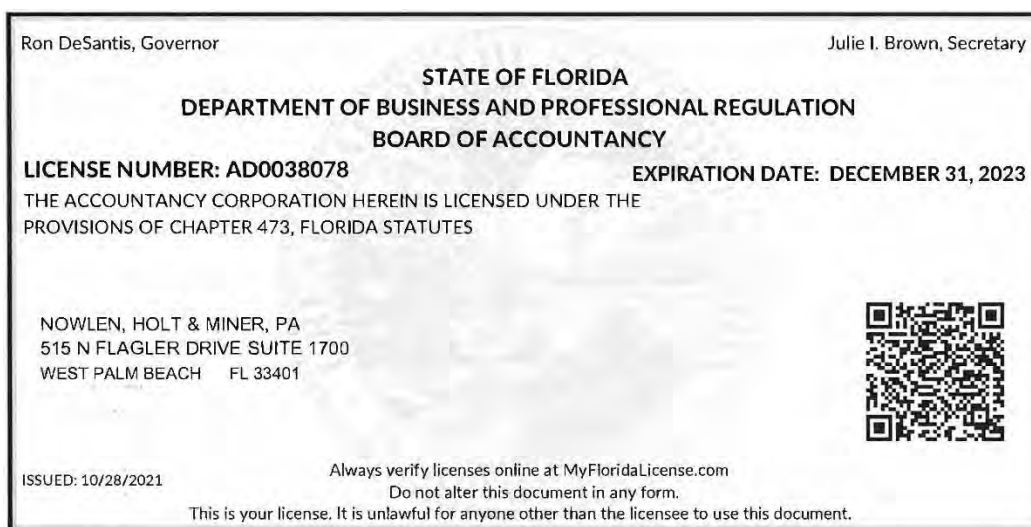 Ron DeSantis, Governor
Julie I. Brown, Secretary
STATE OF FLORIDA
DEPARTMENT OF BUSINESS AND PROFESSIONAL REGULATION
BOARD OF ACCOUNTANCY
LICENSE NUMBER: AD0038078
EXPIRATION DATE: DECEMBER 31, 2023
THE ACCOUNTANCY CORPORATION HEREIN IS LICENSED UNDER THE
PROVISIONS OF CHAPTER 473, FLORIDA STATUTES
NOWLEN, HOLT & MINER, PA
515 N FLAGLER DRIVE SUITE 1700
WEST PALM BEACH FL 33401
ISSUED: 10/28/2021
Always verify licenses online at MyFloridaLicense.com
Do not alter this document in any form.
This is your license. It is unlawful for anyone other than the licensee to use this document.